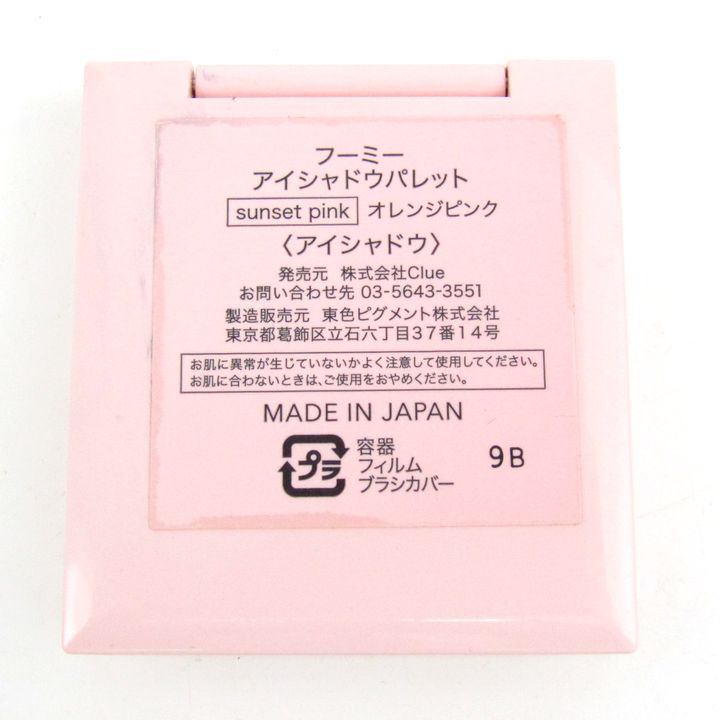 フーミー
アイシャドウパレット
sunset pink オレンジピンク
〈アイシャドウ〉
発売元 株式会社Clue
お問い合わせ先 03-5643-3551
製造販売元 東色ピグメント株式会社
東京都葛飾区立石六丁目37番14号
お肌に異常が生じていないかよく注意して使用してください。
お肌に合わないときは、ご使用をおやめください。
MADE IN JAPAN
プラ
容器
フィルム
ブラシカバー
9B